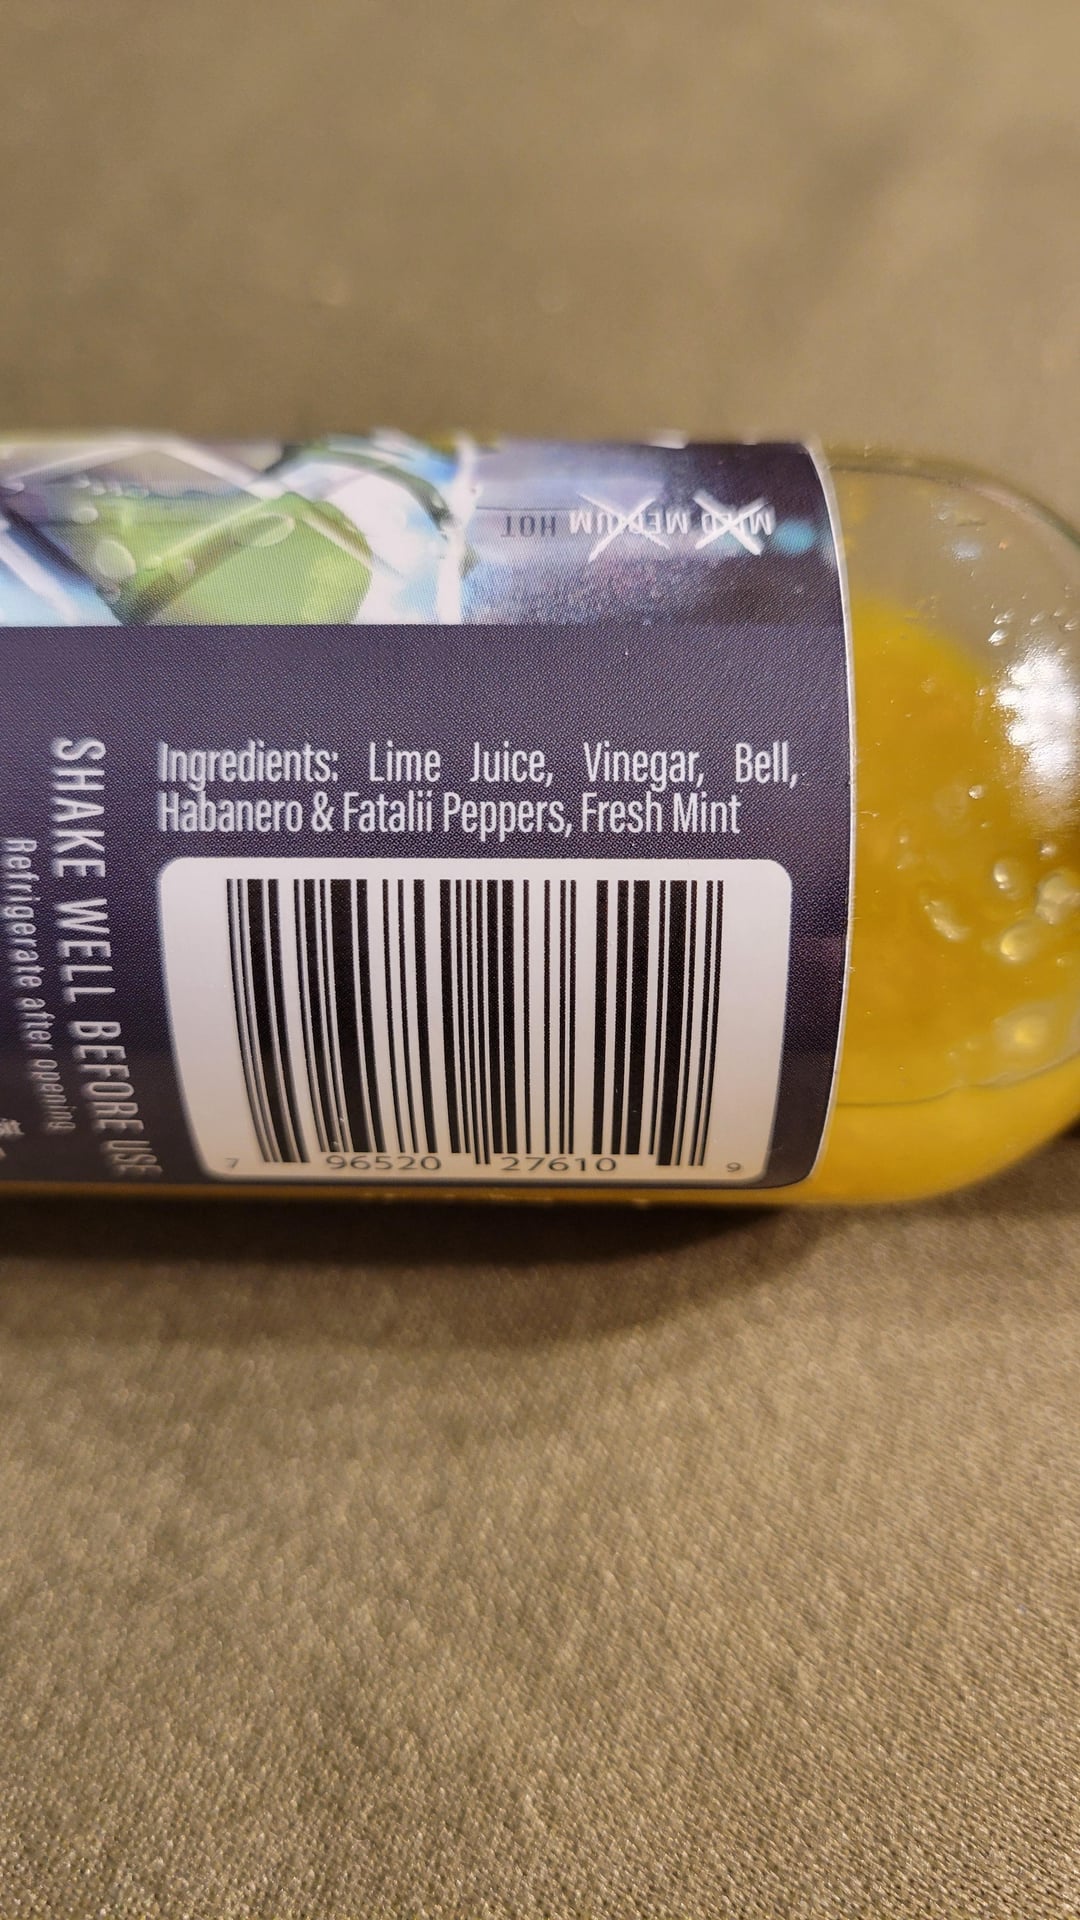 MILD MEDIUM HOT
Ingredients: Lime Juice, Vinegar, Bell,
Habanero & Fatalii Peppers, Fresh Mint
7 96520 27610 9
SHAKE WELL BEFORE USE
Refrigerate after opening